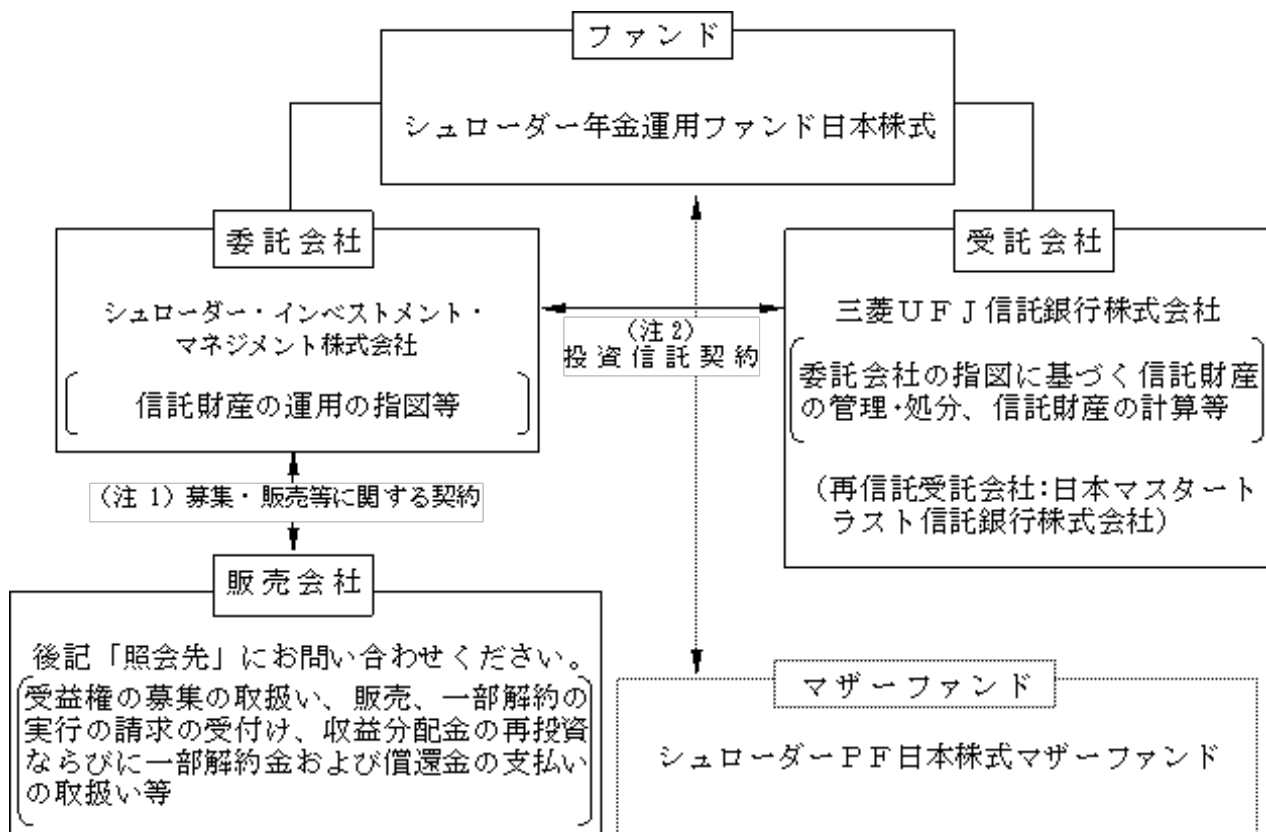 ファンド
シュローダー年金運用ファンド日本株式
委託会社
シュローダー・インベストメント・
マネジメント株式会社
信託財産の運用の指図等
(注2)
投資信託契約
受託会社
三菱UFJ信託銀行株式会社
委託会社の指図に基づく信託財産
の管理・処分、信託財産の計算等
(再信託受託会社:日本マスタート
ラスト信託銀行株式会社)
(注 1)募集・販売等に関する契約
販売会社
後記「照会先」にお問い合わせください。
受益権の募集の取扱い、販売、一部解約の
実行の請求の受付け、収益分配金の再投資
ならびに一部解約金および償還金の支払い
の取扱い等
マザーファンド
シュローダーPF日本株式マザーファンド